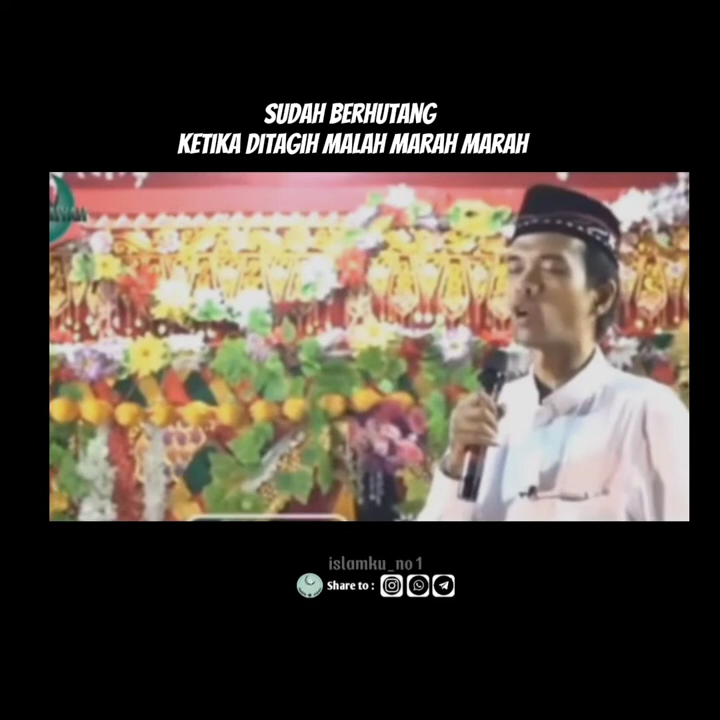 SUDAH BERHUTANG
KETIKA DITAGIH MALAH MARAH MARAH
islamku_no1
Share to :